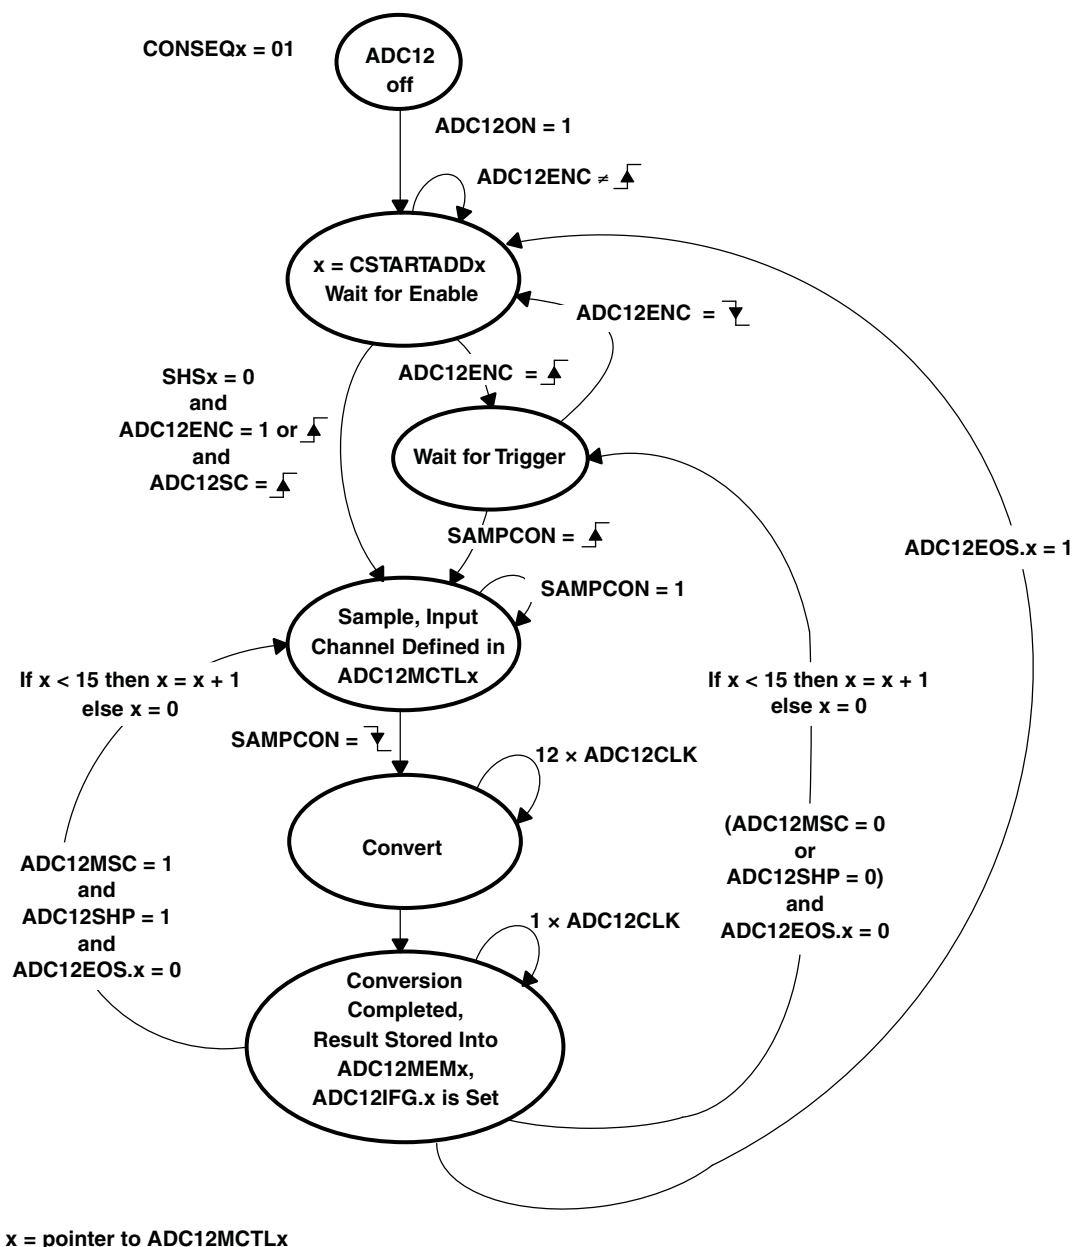 CONSEQx = 01
ADC12
off
ADC12ON = 1
ADC12ENC ≠
x = CSTARTADDx
Wait for Enable
ADC12ENC =
SHSx = 0
and
ADC12ENC = 1 or
and
ADC12SC =
ADC12ENC =
Wait for Trigger
SAMPCON =
ADC12EOS.x = 1
SAMPCON = 1
Sample, Input
Channel Defined in
ADC12MCTLx
If x < 15 then x = x + 1
else x = 0
If x < 15 then x = x + 1
else x = 0
SAMPCON =
12 × ADC12CLK
Convert
ADC12MSC = 1
and
ADC12SHP = 1
and
ADC12EOS.x = 0
(ADC12MSC = 0
or
ADC12SHP = 0)
and
ADC12EOS.x = 0
1 × ADC12CLK
Conversion
Completed,
Result Stored Into
ADC12MEMx,
ADC12IFG.x is Set
x = pointer to ADC12MCTLx